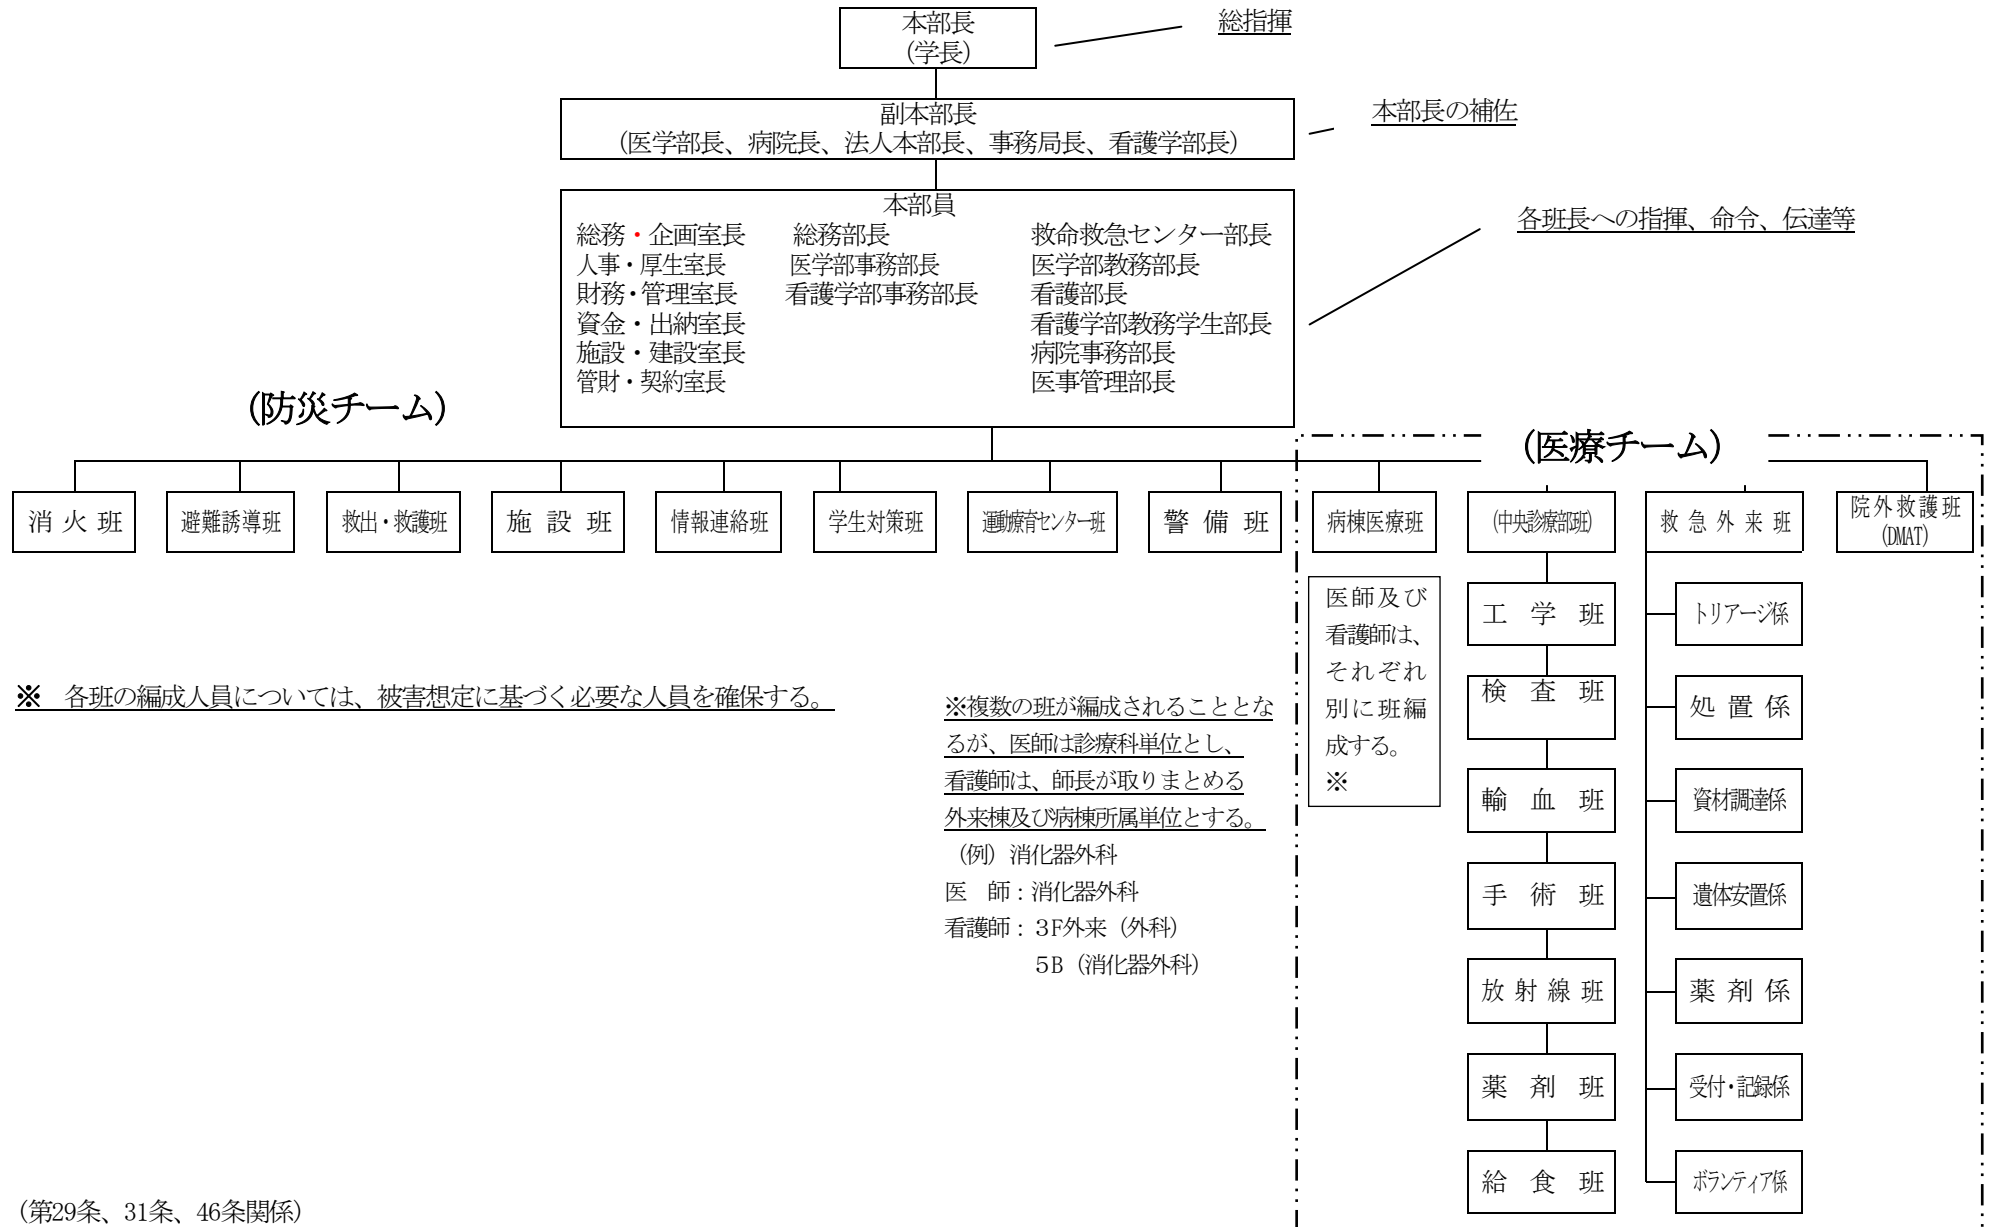 本部長
(学長)
総指揮
副本部長
(医学部長、病院長、法人本部長、事務局長、看護学部長)
本部長の補佐
本部員
総務・企画室長 総務部長 救命救急センター部長
人事・厚生室長 医学部事務部長 医学部教務部長
財務・管理室長 看護学部事務部長 看護部長
資金・出納室長 看護学部教務学生部長
施設・建設室長 病院事務部長
管財・契約室長 医事管理部長
各班長への指揮、命令、伝達等
(防災チーム)
(医療チーム)
消火班
避難誘導班
救出・救護班
施設班
情報連絡班
学生対策班
運動療育センター班
警備班
病棟医療班
(中央診療部班)
救急外来班
院外救護班
(DMAT)
医師及び
看護師は、
それぞれ
別に班編
成する。
※
工学班
検査班
輸血班
手術班
放射線班
薬剤班
給食班
トリアージ係
処置係
資材調達係
遺体安置係
薬剤係
受付・記録係
ボランティア係
※　各班の編成人員については、被害想定に基づく必要な人員を確保する。
※複数の班が編成されることとな
るが、医師は診療科単位とし、
看護師は、師長が取りまとめる
外来棟及び病棟所属単位とする。
(例) 消化器外科
医　師：消化器外科
看護師：３F外来 (外科)
５B (消化器外科)
(第29条、31条、46条関係)